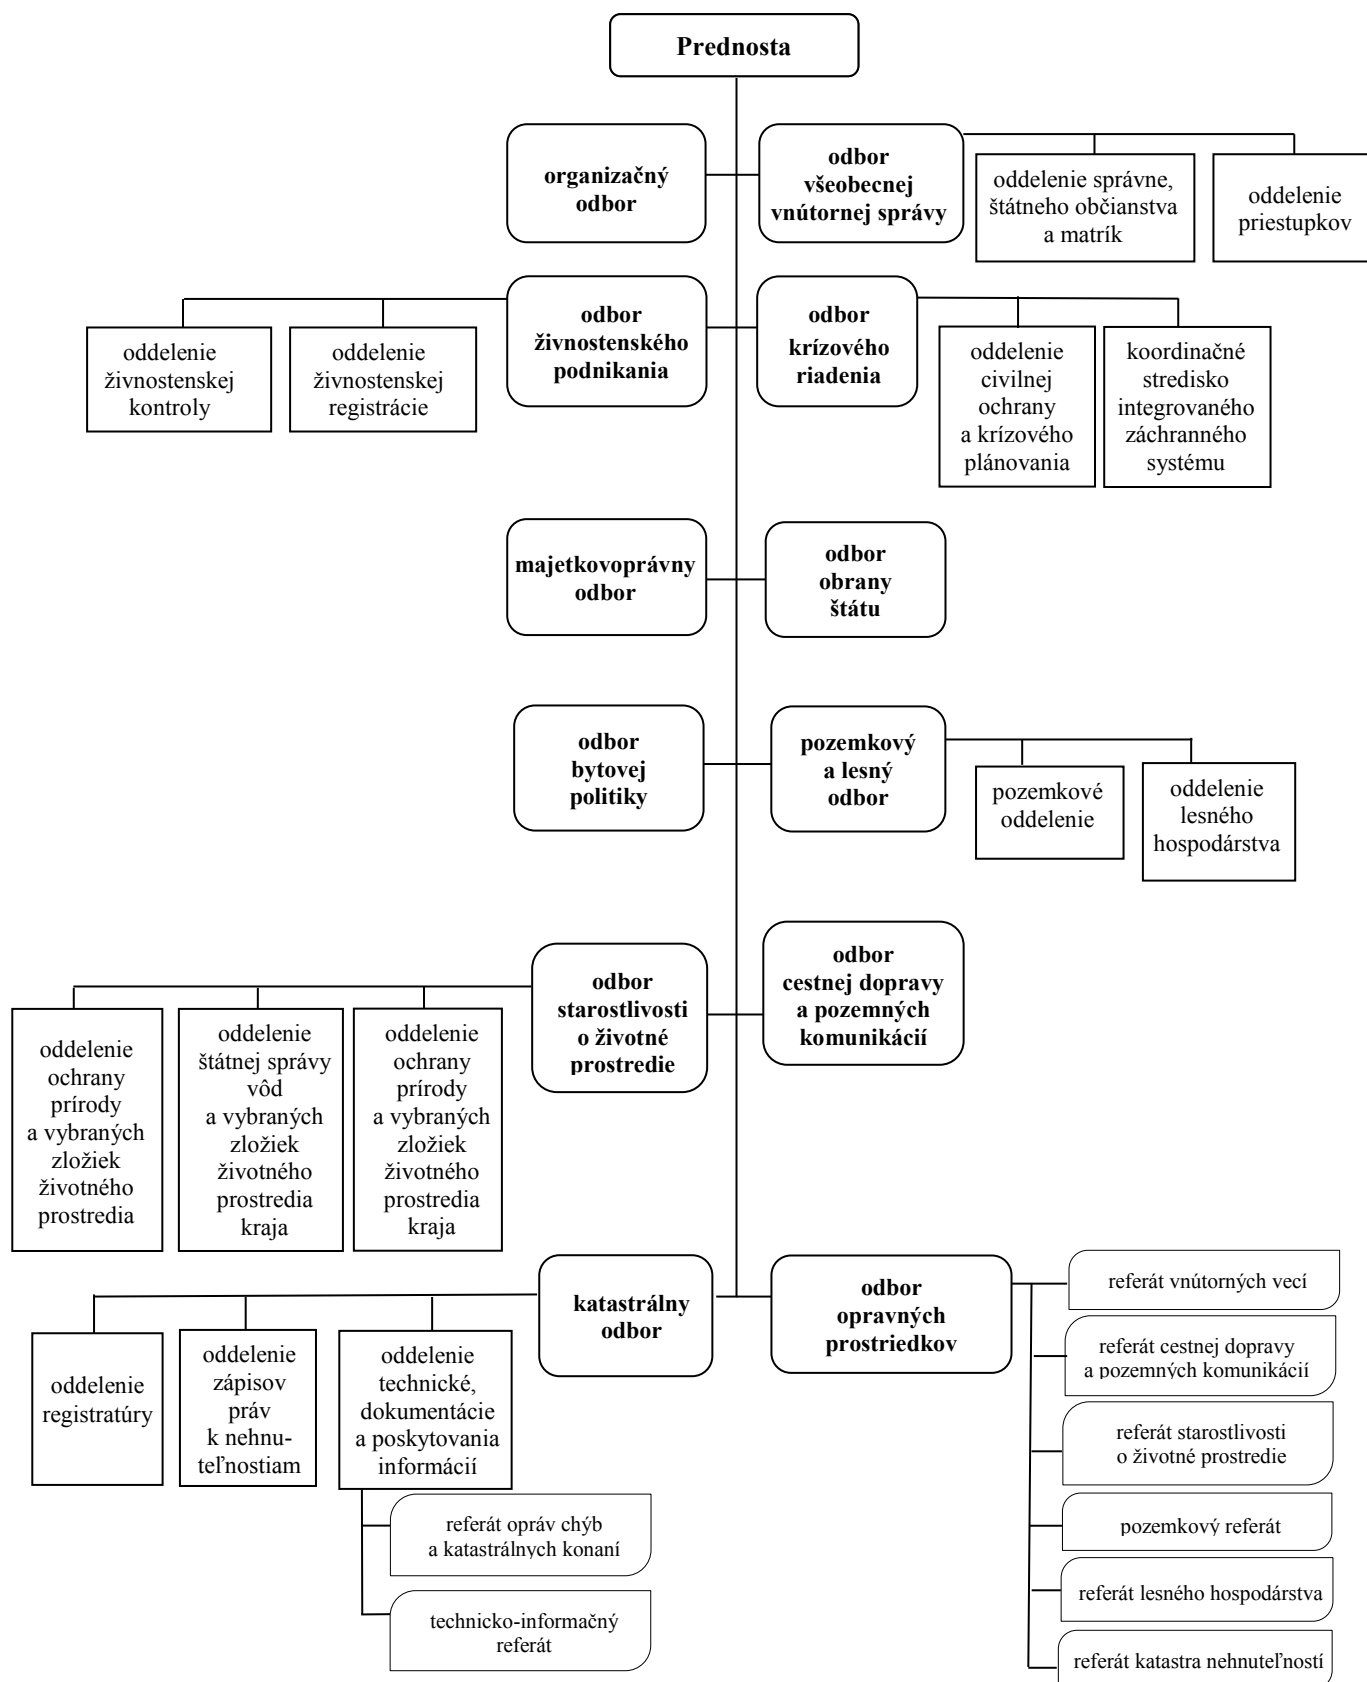 Prednosta
organizačný
odbor
odbor
všeobecnej
vnútornej správy
oddelenie správne,
štátneho občianstva
a matrík
oddelenie
priestupkov
oddelenie
živnostenskej
kontroly
oddelenie
živnostenskej
registrácie
odbor
živnostenského
podnikania
odbor
krízového
riadenia
oddelenie
civilnej
ochrany
a krízového
plánovania
koordinačné
stredisko
integrovaného
záchranného
systému
majetkovoprávny
odbor
odbor
obrany
štátu
odbor
bytovej
politiky
pozemkový
a lesný
odbor
pozemkové
oddelenie
oddelenie
lesného
hospodárstva
odbor
starostlivosti
o životné
prostredie
odbor
cestnej dopravy
a pozemných
komunikácií
oddelenie
ochrany
prírody
a vybraných
zložiek
životného
prostredia
oddelenie
štátnej správy
vôd
a vybraných
zložiek
životného
prostredia
kraja
oddelenie
ochrany
prírody
a vybraných
zložiek
životného
prostredia
kraja
katastrálny
odbor
odbor
opravných
prostriedkov
oddelenie
registratúry
oddelenie
zápisov
práv
k nehnu-
teľnostiam
oddelenie
technické,
dokumentácie
a poskytovania
informácií
referát opráv chýb
a katastrálnych konaní
technicko-informačný
referát
referát vnútorných vecí
referát cestnej dopravy
a pozemných komunikácií
referát starostlivosti
o životné prostredie
pozemkový referát
referát lesného hospodárstva
referát katastra nehnuteľností